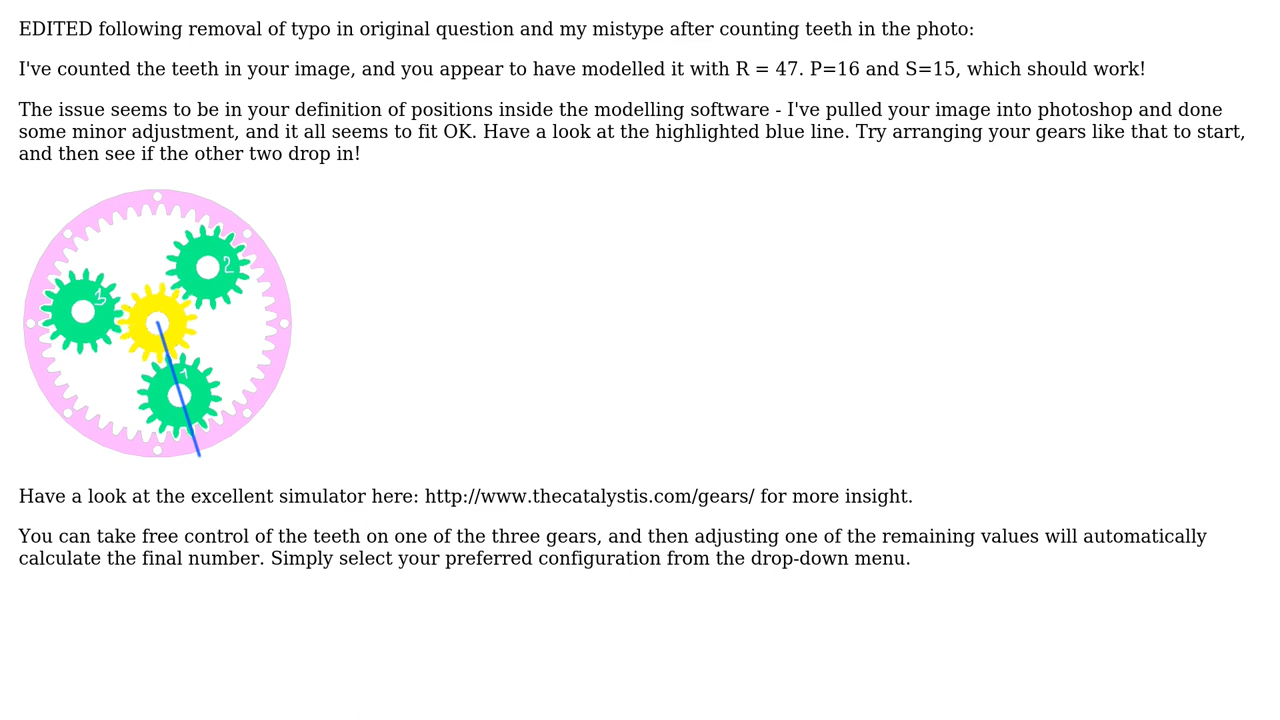 EDITED following removal of typo in original question and my mistype after counting teeth in the photo:
I've counted the teeth in your image, and you appear to have modelled it with R = 47. P=16 and S=15, which should work!
The issue seems to be in your definition of positions inside the modelling software - I've pulled your image into photoshop and done
some minor adjustment, and it all seems to fit OK. Have a look at the highlighted blue line. Try arranging your gears like that to start,
and then see if the other two drop in!
2
3
1
Have a look at the excellent simulator here: http://www.thecatalystis.com/gears/ for more insight.
You can take free control of the teeth on one of the three gears, and then adjusting one of the remaining values will automatically
calculate the final number. Simply select your preferred configuration from the drop-down menu.